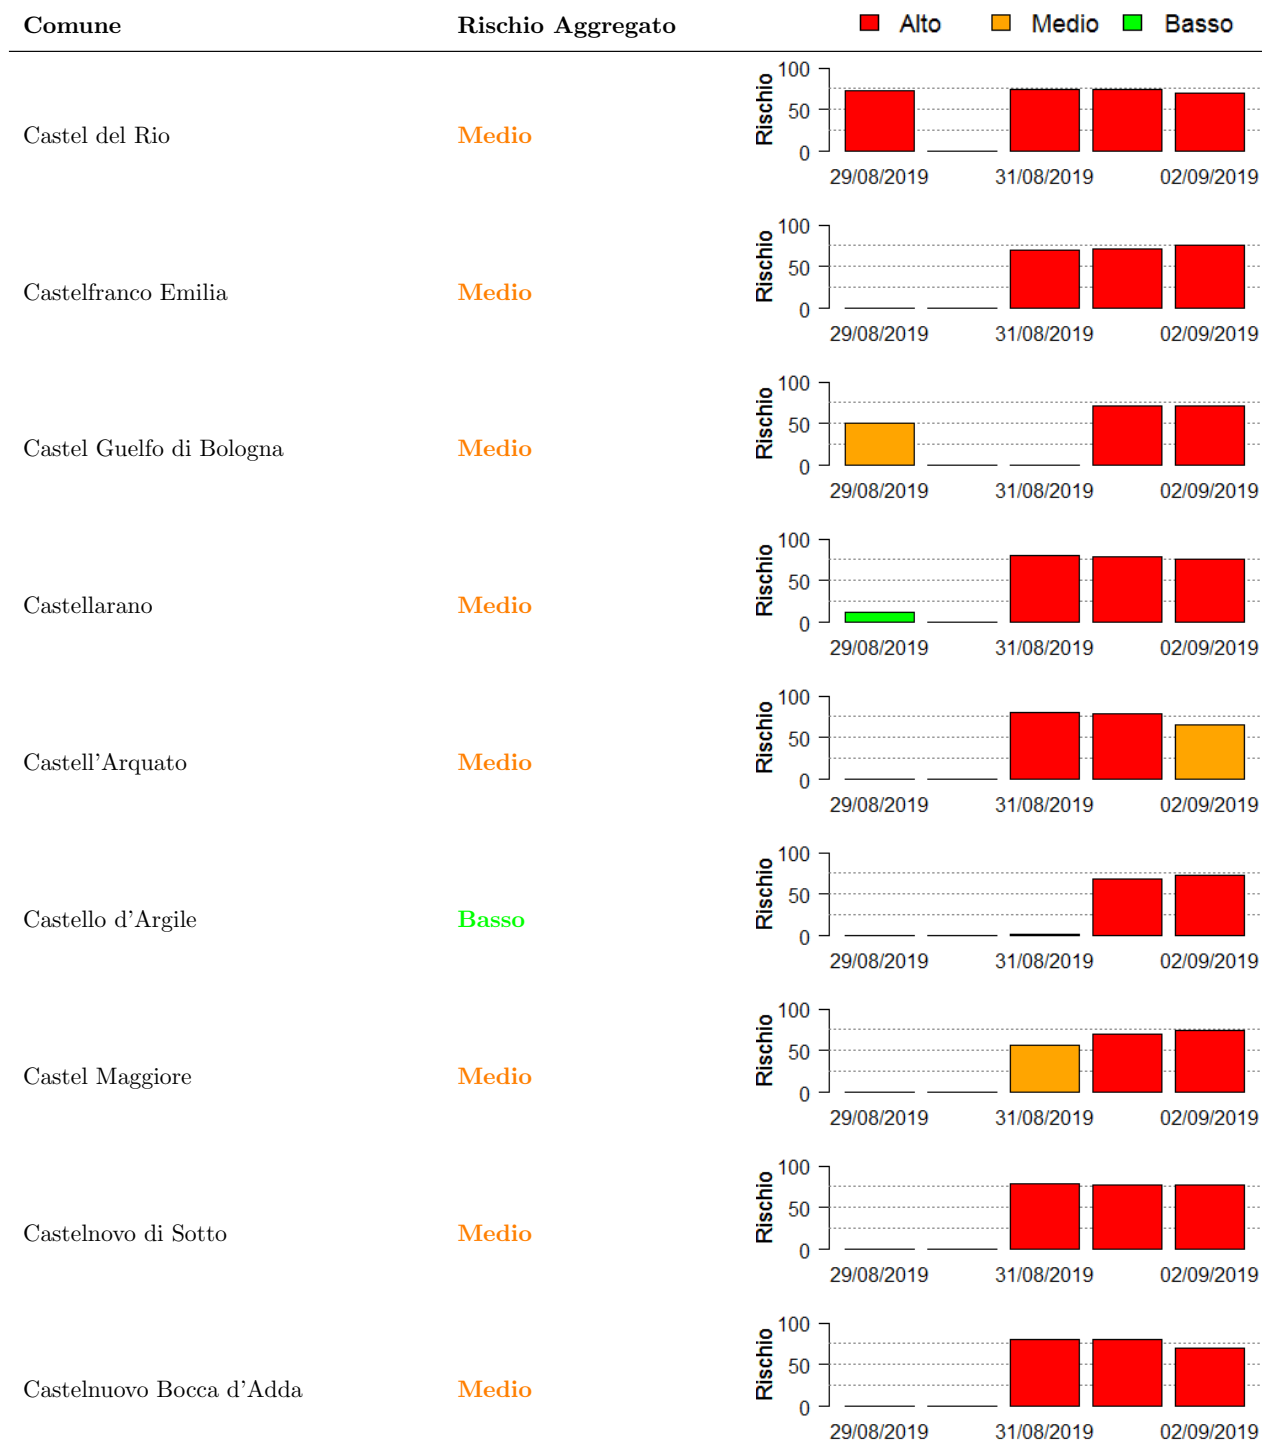 Comune Rischio Aggregato Alto Medio Basso
100
50
0
Rischio
Castel del Rio Medio
29/08/2019 31/08/2019 02/09/2019
100
50
0
Rischio
Castelfranco Emilia Medio
29/08/2019 31/08/2019 02/09/2019
100
50
0
Rischio
Castel Guelfo di Bologna Medio
29/08/2019 31/08/2019 02/09/2019
100
50
0
Rischio
Castellarano Medio
29/08/2019 31/08/2019 02/09/2019
100
50
0
Rischio
Castell'Arquato Medio
29/08/2019 31/08/2019 02/09/2019
100
50
0
Rischio
Castello d'Argile Basso
29/08/2019 31/08/2019 02/09/2019
100
50
0
Rischio
Castel Maggiore Medio
29/08/2019 31/08/2019 02/09/2019
100
50
0
Rischio
Castelnovo di Sotto Medio
29/08/2019 31/08/2019 02/09/2019
100
50
0
Rischio
Castelnuovo Bocca d'Adda Medio
29/08/2019 31/08/2019 02/09/2019